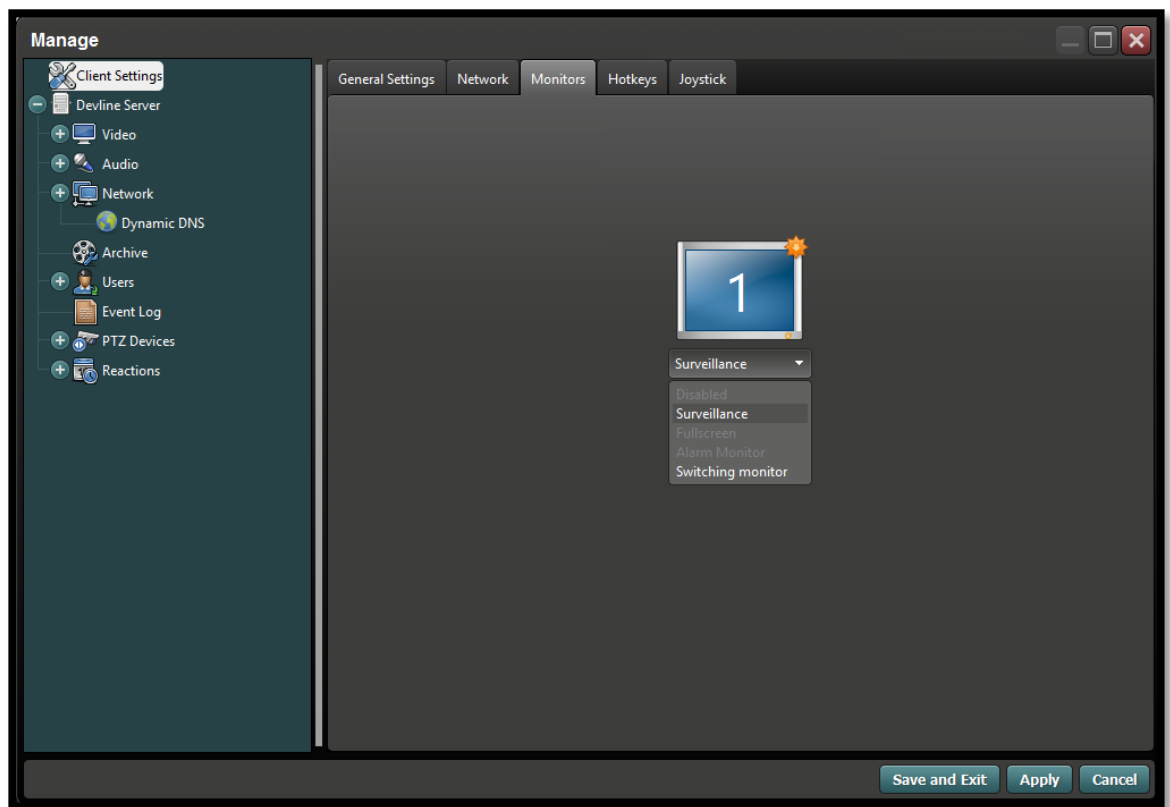 Manage
Client Settings
Devline Server
Video
Audio
Network
Dynamic DNS
Archive
Users
Event Log
PTZ Devices
Reactions
General Settings Network Monitors Hotkeys Joystick
1
Surveillance
Disabled
Surveillance
Fullscreen
Alarm Monitor
Switching monitor
Save and Exit Apply Cancel